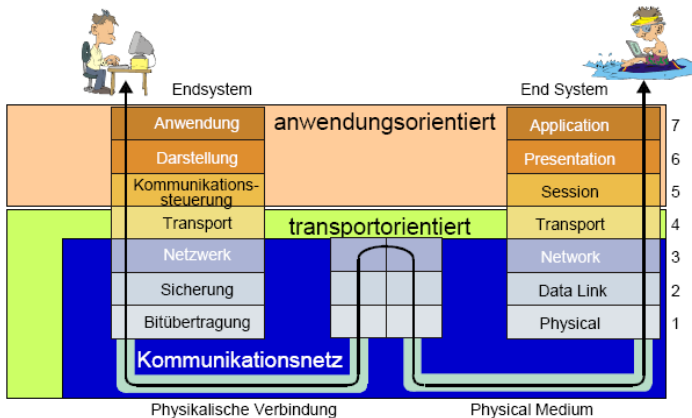 Endsystem
End System
Anwendung
anwendungsorientiert
Application
7
Darstellung
Presentation
6
Kommunikations-
steuerung
Session
5
Transport
transportorientiert
Transport
4
Netzwerk
Network
3
Sicherung
Data Link
2
Bitübertragung
Physical
1
Kommunikationsnetz
Physikalische Verbindung
Physical Medium